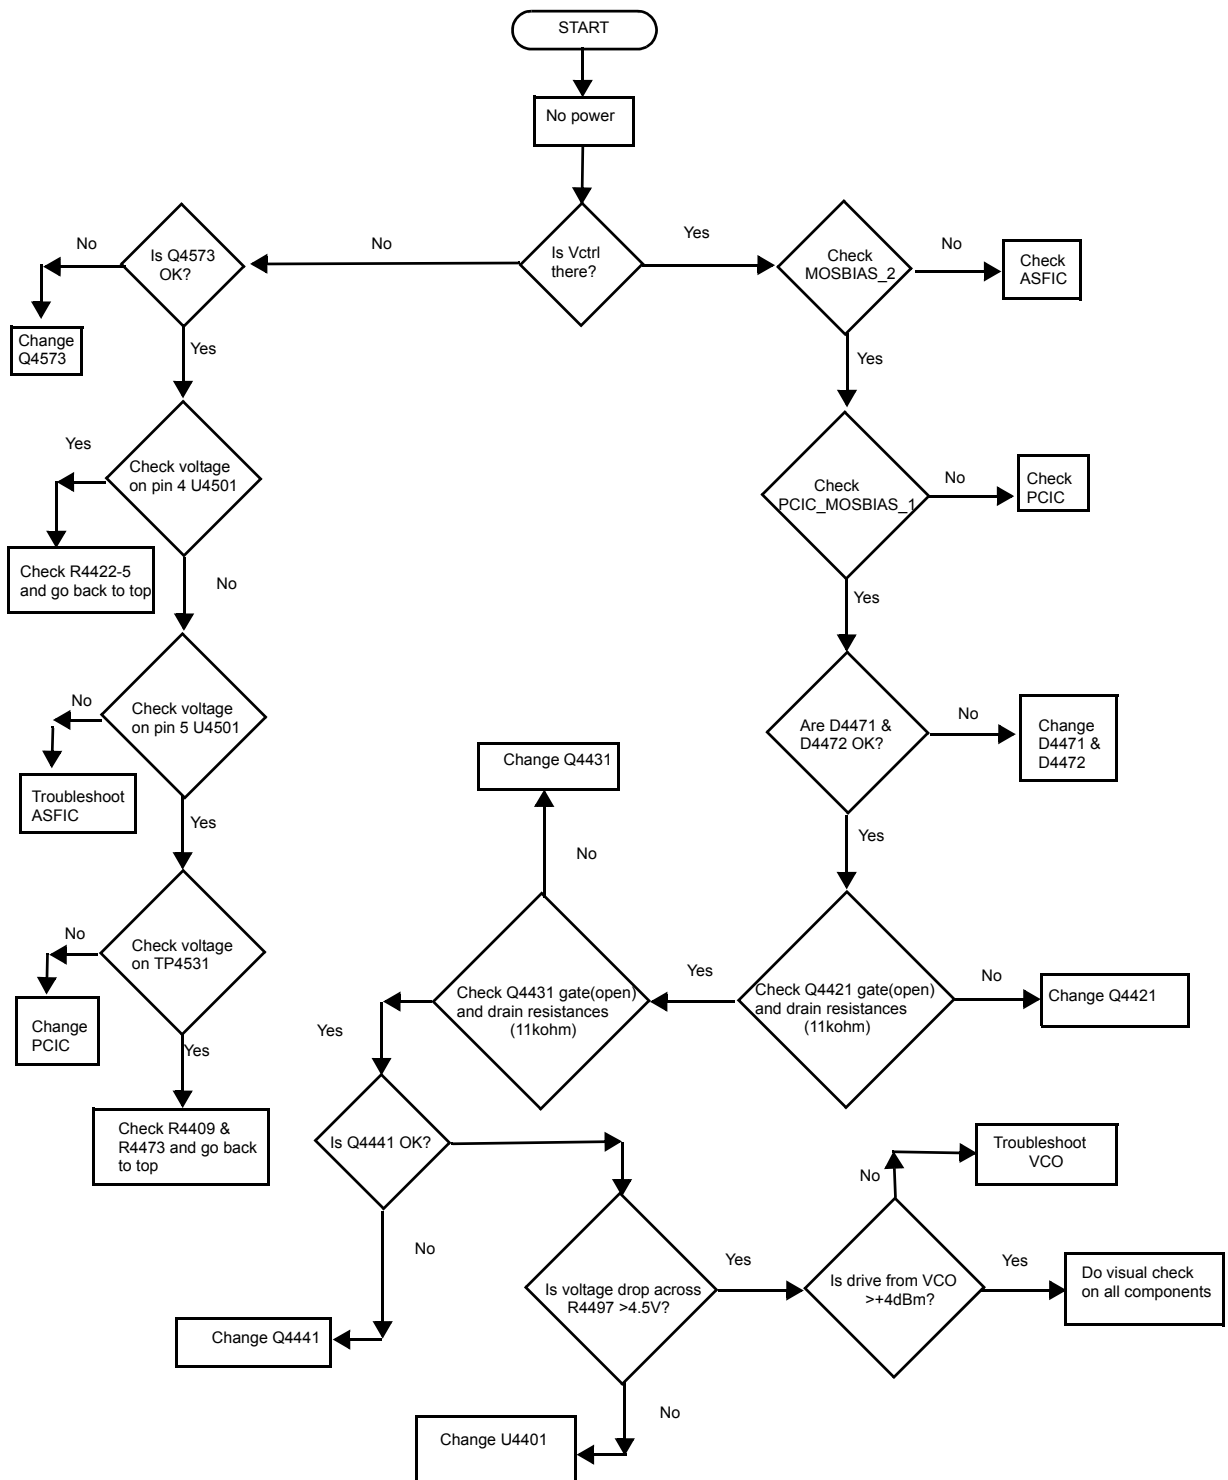 START
No power
Is Vctrl
there?
No
Yes
Is Q4573
OK?
No
Change
Q4573
Yes
Check
MOSBIAS_2
No
Check
ASFIC
Yes
Check voltage
on pin 4 U4501
Yes
Check R4422-5
and go back to top
No
Check
PCIC_MOSBIAS_1
No
Check
PCIC
Yes
Check voltage
on pin 5 U4501
No
Troubleshoot
ASFIC
Yes
Are D4471 &
D4472 OK?
No
Change
D4471 &
D4472
Yes
Change Q4431
No
Check voltage
on TP4531
No
Change
PCIC
Yes
Check R4409 &
R4473 and go back
to top
Check Q4431 gate(open)
and drain resistances
(11kohm)
Yes
Check Q4421 gate(open)
and drain resistances
(11kohm)
No
Change Q4421
Yes
Is Q4441 OK?
No
Change Q4441
Is voltage drop across
R4497 >4.5V?
Yes
No
Change U4401
Is drive from VCO
>+4dBm?
No
Troubleshoot
VCO
Yes
Do visual check
on all components